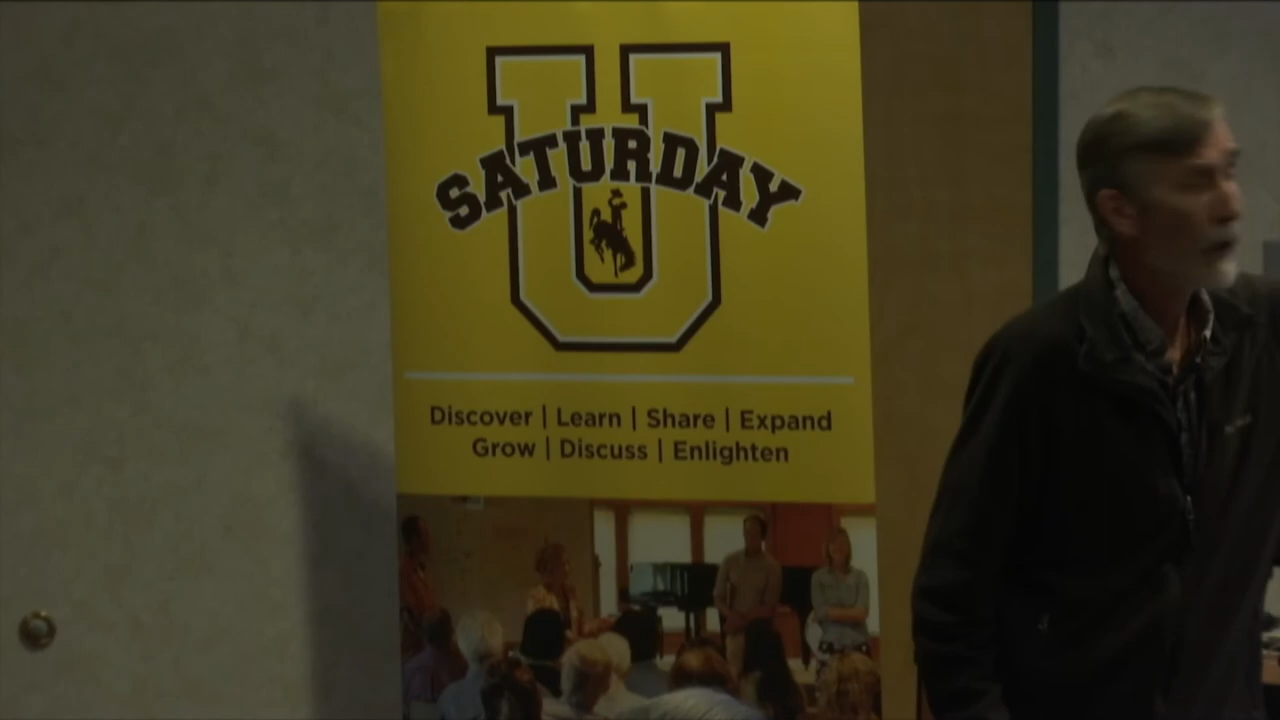 U
SATURDAY
Discover | Learn | Share | Expand
Grow | Discuss | Enlighten